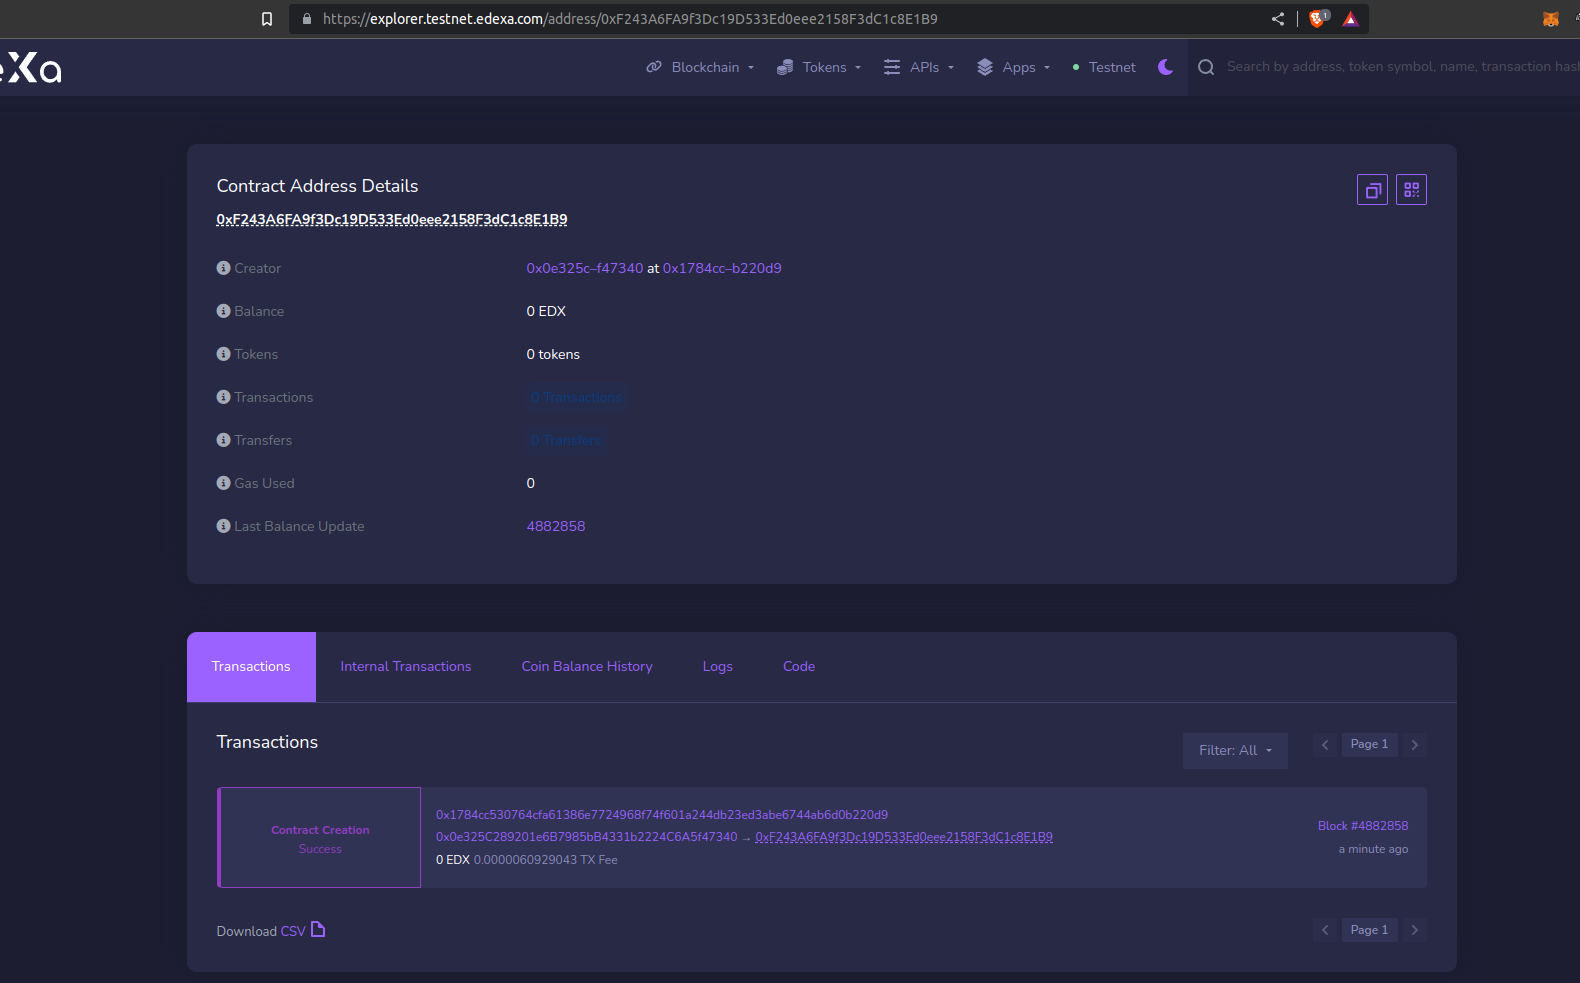 https://explorer.testnet.edexa.com/address/0xF243A6FA9f3Dc19D533Ed0eee2158F3dC1c8E1B9
1
eXa
Blockchain
Tokens
APIs
Apps
Testnet
Search by address, token symbol, name, transaction hash
Contract Address Details
0xF243A6FA9f3Dc19D533Ed0eee2158F3dC1c8E1B9
Creator 0x0e325c–f47340 at 0x1784cc–b220d9
Balance 0 EDX
Tokens 0 tokens
Transactions 0 Transactions
Transfers 0 Transfers
Gas Used 0
Last Balance Update 4882858
Transactions Internal Transactions Coin Balance History Logs Code
Transactions
Filter: All
Page 1
Contract Creation
Success
0x1784cc530764cfa61386e7724968f74f601a244db23ed3abe6744ab6d0b220d9
0x0e325C289201e6B7985bB4331b2224C6A5f47340 → 0xF243A6FA9f3Dc19D533Ed0eee2158F3dC1c8E1B9
0 EDX 0.0000060929043 TX Fee
Block #4882858
a minute ago
Download CSV
Page 1